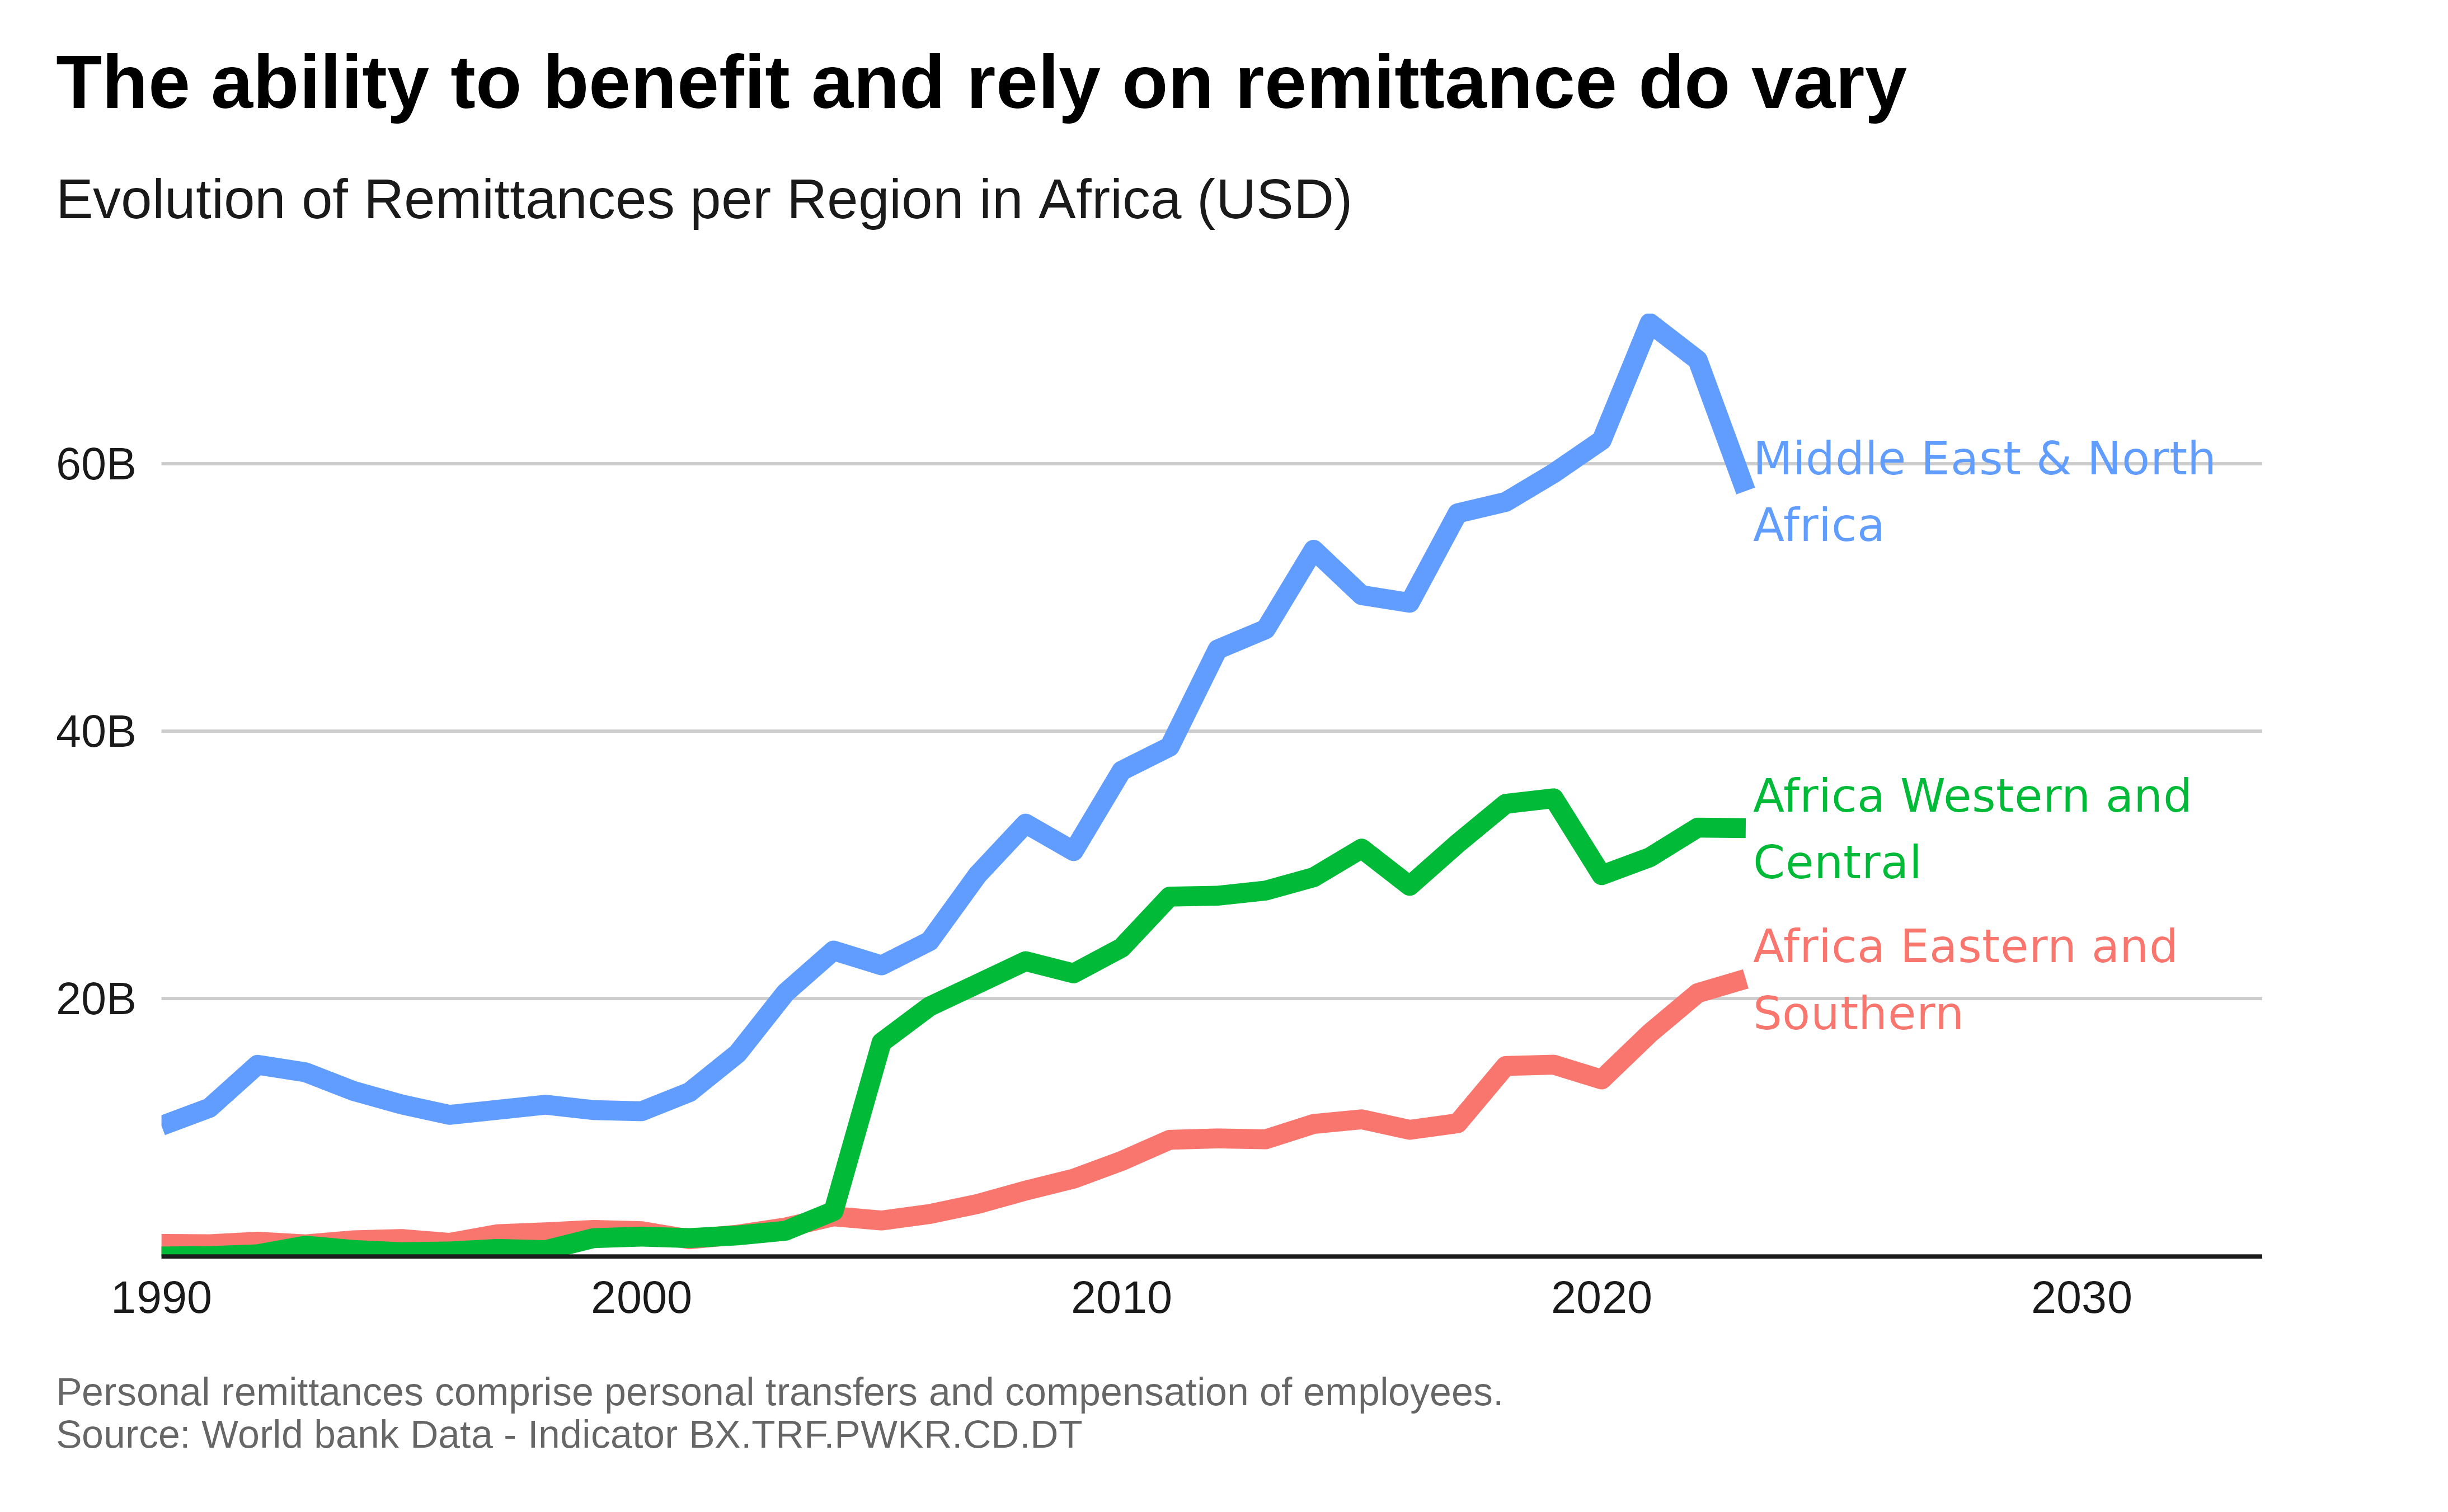 The ability to benefit and rely on remittance do vary
Evolution of Remittances per Region in Africa (USD)
60B
Middle East & North
Africa
40B
Africa Western and
Central
Africa Eastern and
20B
Southern
1990
2000
2010
2020
2030
Personal remittances comprise personal transfers and compensation of employees.
Source: World bank Data - Indicator BX.TRF.PWKR.CD.DT